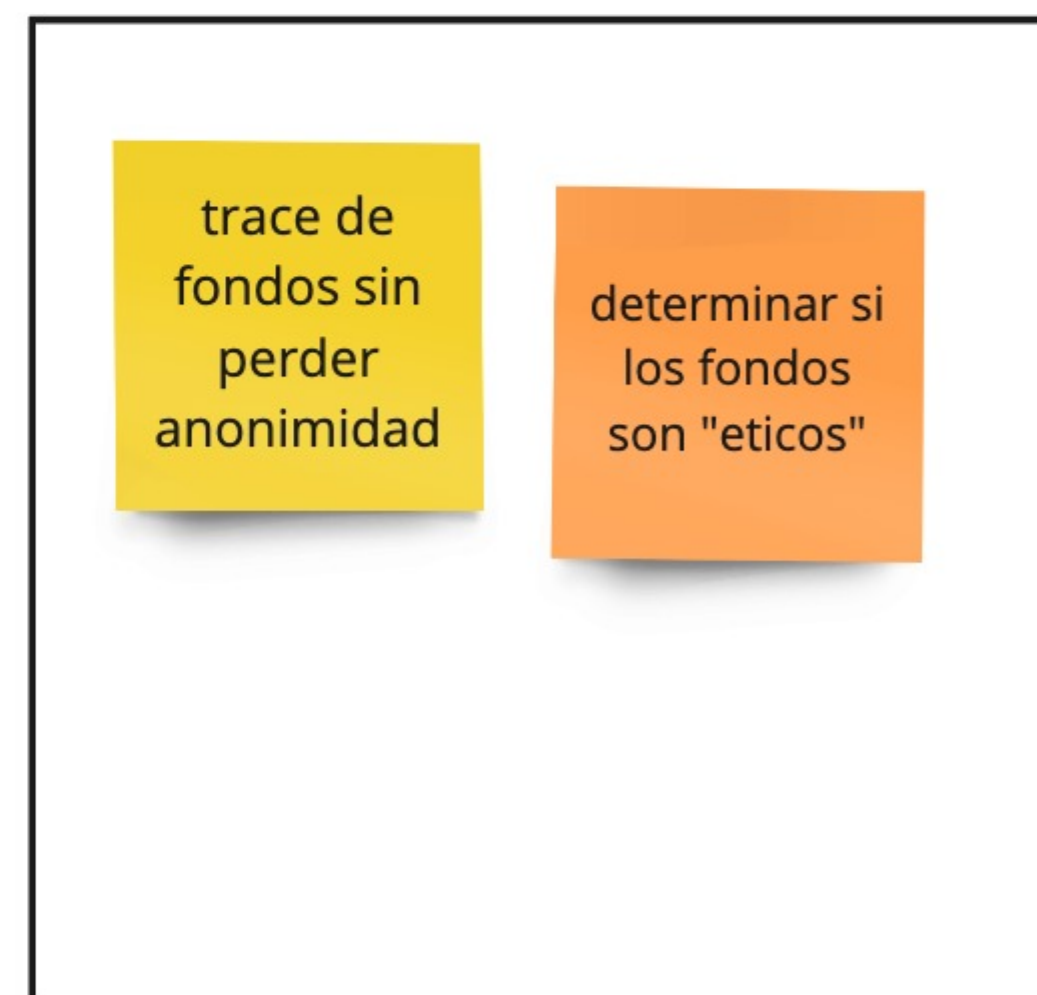 trace de
fondos sin
perder
anonimidad
determinar si
los fondos
son "eticos"